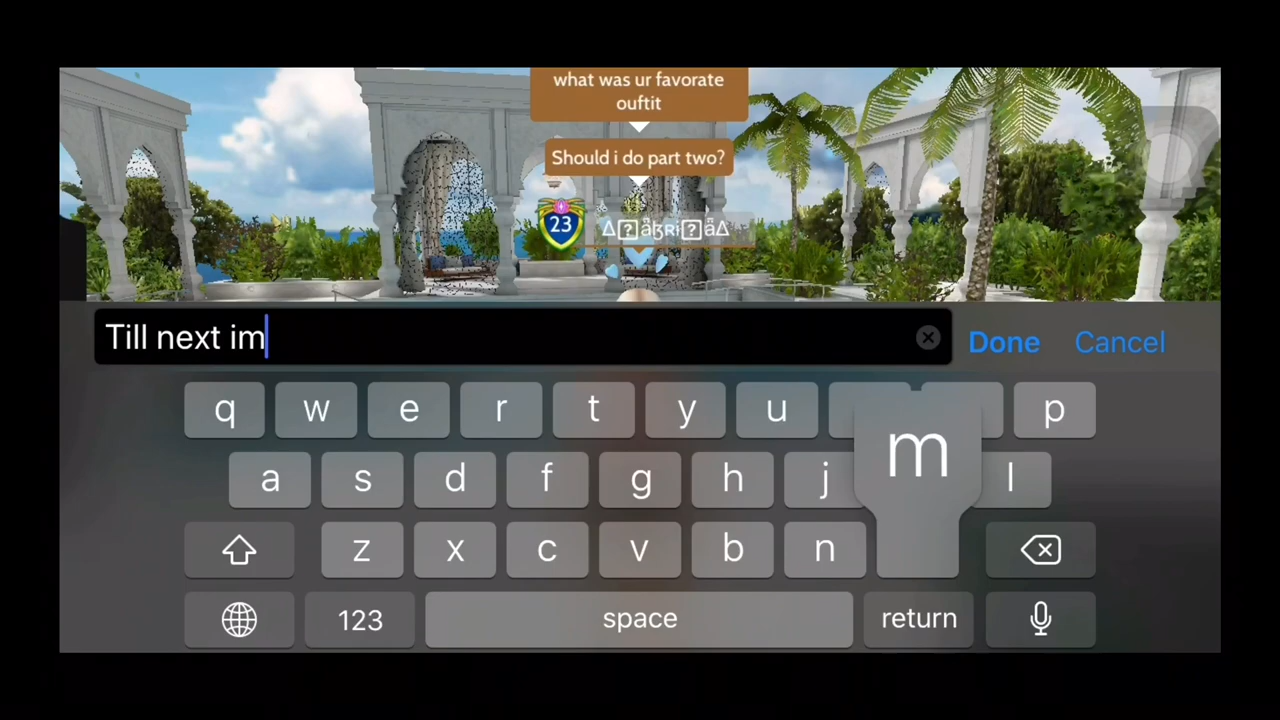 what was ur favorate
ouftit
Should i do part two?
23
Till next im
Done
Cancel
q w e r t y u p
m
a s d f g h j l
z x c v b n
123
space
return